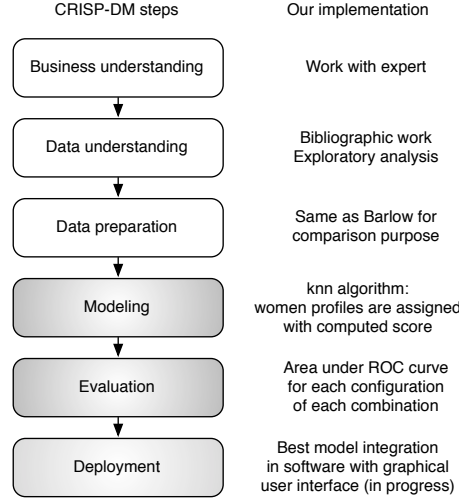 CRISP-DM steps
Our implementation
Business understanding
Work with expert
Data understanding
Bibliographic work
Exploratory analysis
Data preparation
Same as Barlow for
comparison purpose
Modeling
knn algorithm:
women profiles are assigned
with computed score
Evaluation
Area under ROC curve
for each configuration
of each combination
Deployment
Best model integration
in software with graphical
user interface (in progress)